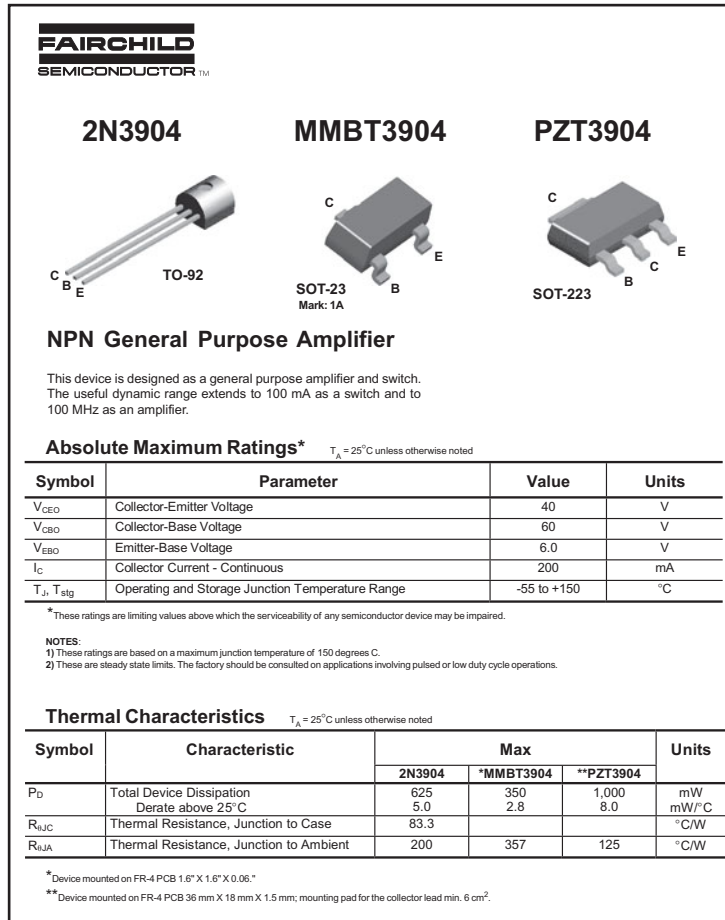 FAIRCHILD
SEMICONDUCTOR TM
2N3904 MMBT3904 PZT3904
C
B
E
TO-92
C
E
B
SOT-23
Mark: 1A
C
E
C
B
SOT-223
NPN General Purpose Amplifier
This device is designed as a general purpose amplifier and switch.
The useful dynamic range extends to 100 mA as a switch and to
100 MHz as an amplifier.
Absolute Maximum Ratings* TA = 25°C unless otherwise noted
Symbol Parameter Value Units
VCEO Collector-Emitter Voltage 40 V
VCBO Collector-Base Voltage 60 V
VEBO Emitter-Base Voltage 6.0 V
IC Collector Current - Continuous 200 mA
TJ, Tstg Operating and Storage Junction Temperature Range -55 to +150 °C
*These ratings are limiting values above which the serviceability of any semiconductor device may be impaired.
NOTES:
1) These ratings are based on a maximum junction temperature of 150 degrees C.
2) These are steady state limits. The factory should be consulted on applications involving pulsed or low duty cycle operations.
Thermal Characteristics TA = 25°C unless otherwise noted
Symbol Characteristic Max Units
2N3904 *MMBT3904 **PZT3904
PD Total Device Dissipation 625 350 1,000 mW
Derate above 25°C 5.0 2.8 8.0 mW/°C
RθJC Thermal Resistance, Junction to Case 83.3 °C/W
RθJA Thermal Resistance, Junction to Ambient 200 357 125 °C/W
*Device mounted on FR-4 PCB 1.6" X 1.6" X 0.06."
**Device mounted on FR-4 PCB 36 mm X 18 mm X 1.5 mm; mounting pad for the collector lead min. 6 cm².